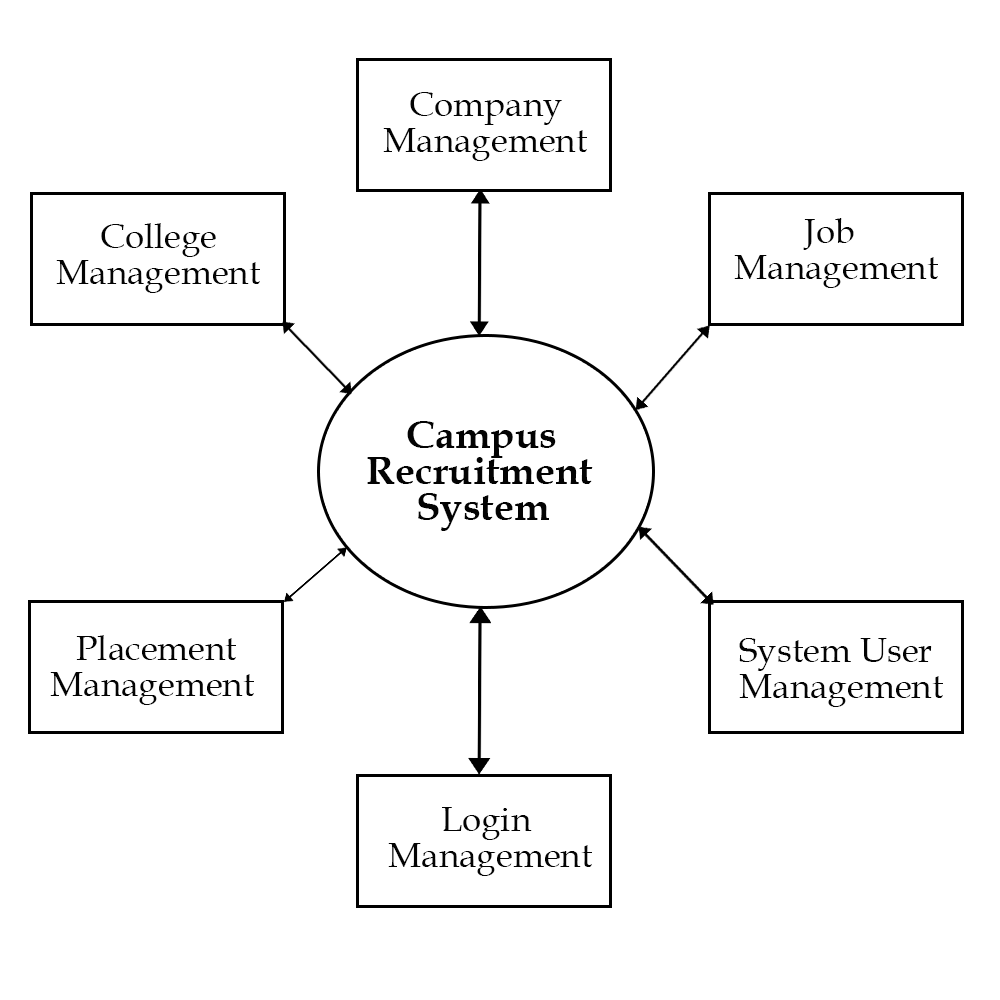 Company
Management
College
Management
Job
Management
Campus
Recruitment
System
Placement
Management
System User
Management
Login
Management